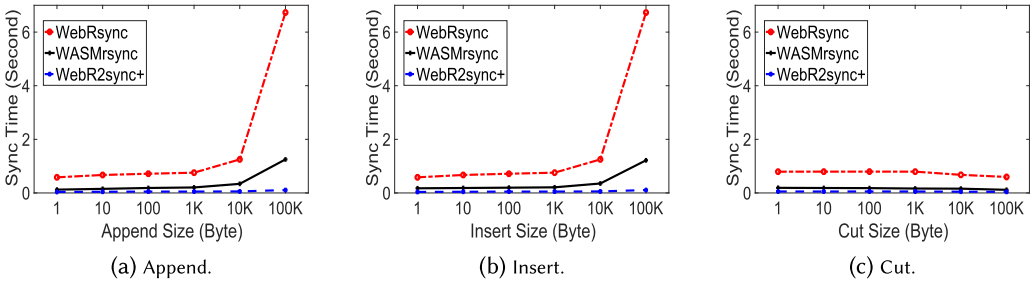 Sync Time (Second)
6
4
2
0
WebRsync
WASMrsync
WebR2sync+
1 10 100 1K 10K 100K
Append Size (Byte)
(a) Append.
Sync Time (Second)
6
4
2
0
WebRsync
WASMrsync
WebR2sync+
1 10 100 1K 10K 100K
Insert Size (Byte)
(b) Insert.
Sync Time (Second)
6
4
2
0
WebRsync
WASMrsync
WebR2sync+
1 10 100 1K 10K 100K
Cut Size (Byte)
(c) Cut.